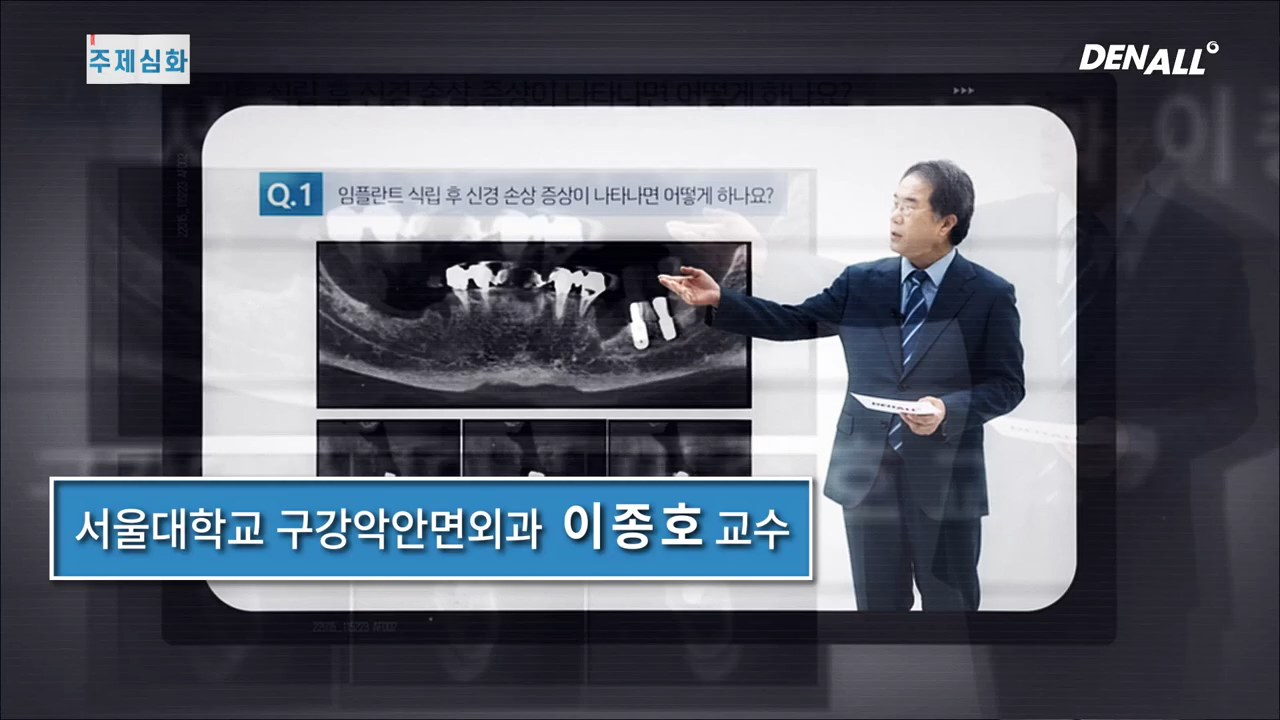 주제심화
DENALL
Q.1 임플란트 식립 후 신경 손상 증상이 나타나면 어떻게 하나요?
DENALL
서울대학교 구강악안면외과 이종호 교수